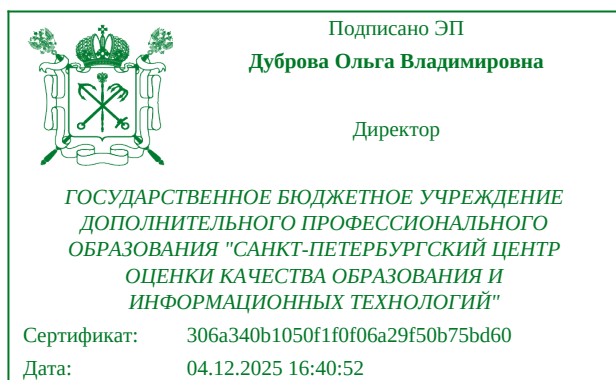 Подписано ЭП
Дуброва Ольга Владимировна
Директор
ГОСУДАРСТВЕННОЕ БЮДЖЕТНОЕ УЧРЕЖДЕНИЕ
ДОПОЛНИТЕЛЬНОГО ПРОФЕССИОНАЛЬНОГО
ОБРАЗОВАНИЯ "САНКТ-ПЕТЕРБУРГСКИЙ ЦЕНТР
ОЦЕНКИ КАЧЕСТВА ОБРАЗОВАНИЯ И
ИНФОРМАЦИОННЫХ ТЕХНОЛОГИЙ"
Сертификат: 306a340b1050f1f0f06a29f50b75bd60
Дата: 04.12.2025 16:40:52